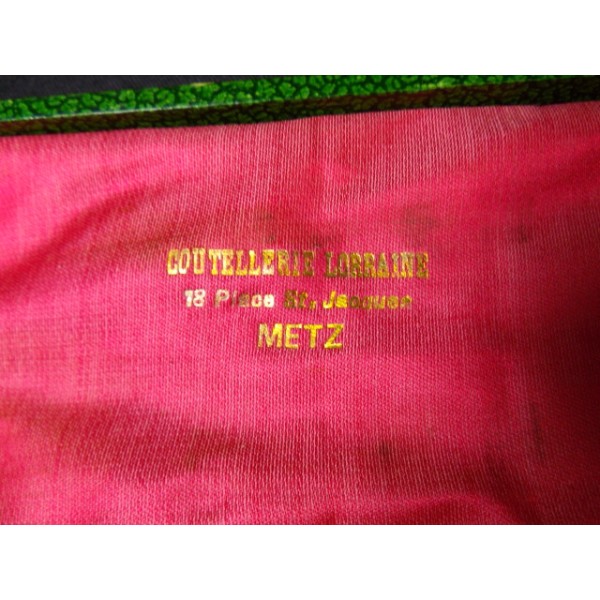 COUTELLERIE LORRAINE
18 Place St. Jacques
METZ